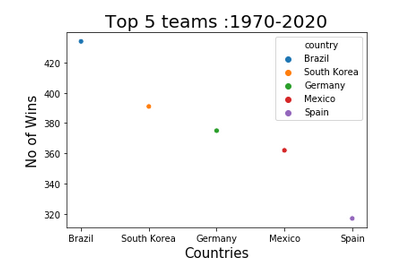 Top 5 teams :1970-2020
country
Brazil
South Korea
Germany
Mexico
Spain
No of Wins
420
400
380
360
340
320
Brazil South Korea Germany Mexico Spain
Countries